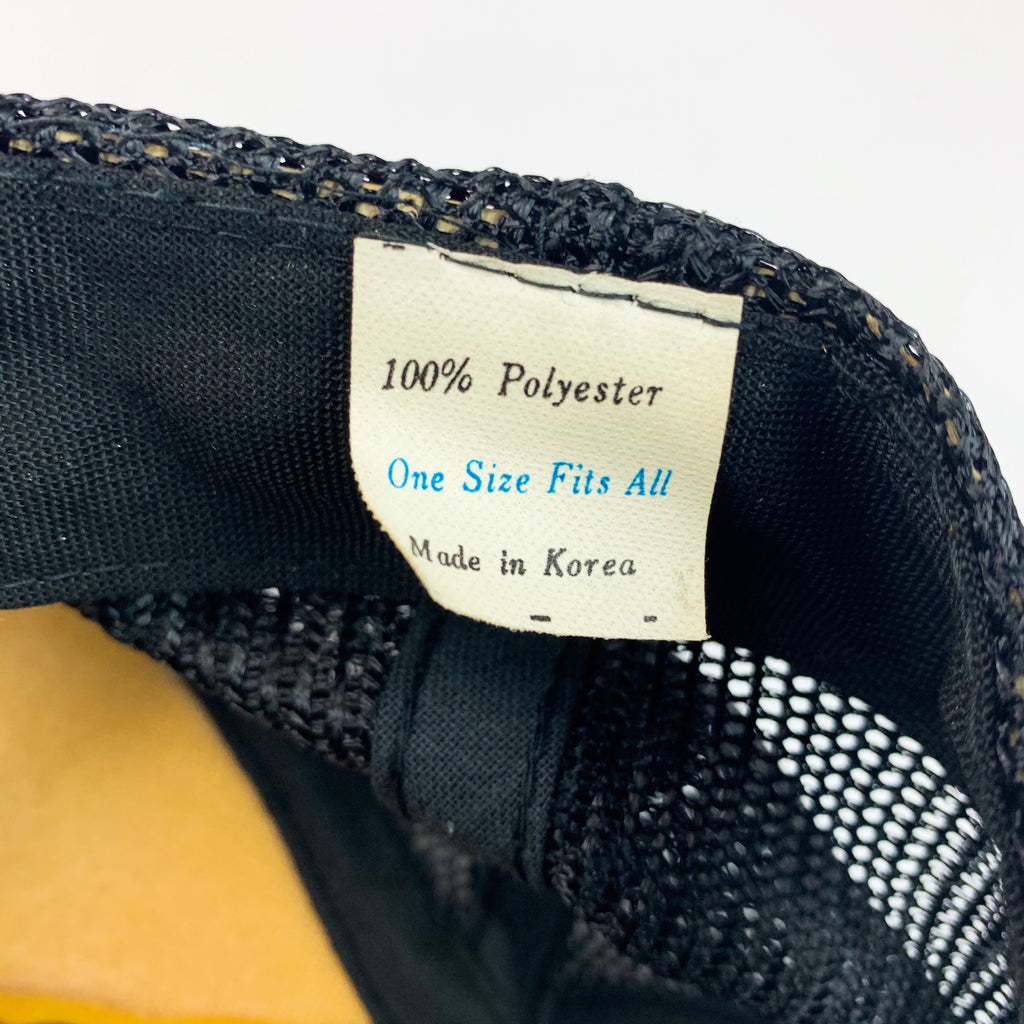 100% Polyester
One Size Fits All
Made in Korea